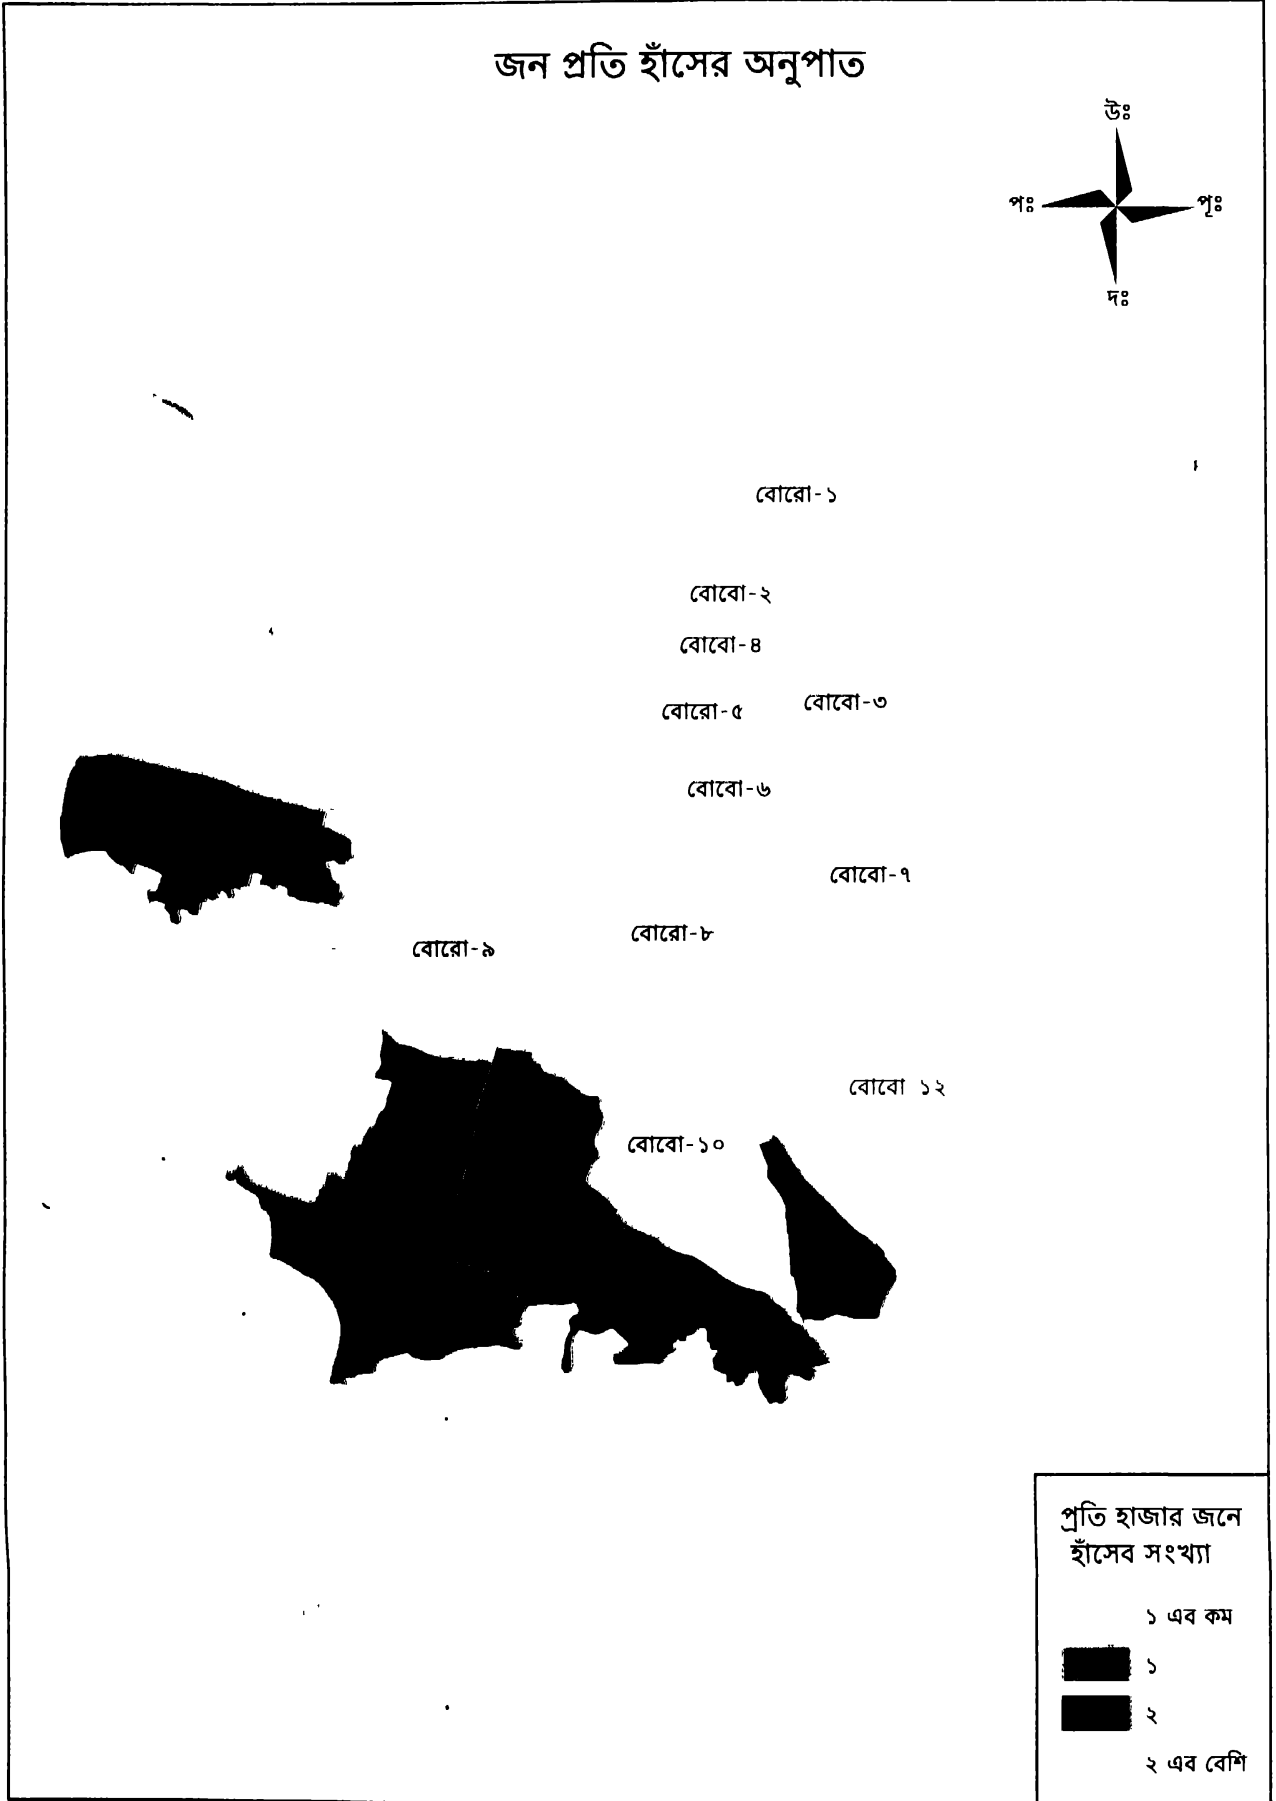 জন প্রতি হাঁসের অনুপাত
উঃ
পঃ
পূঃ
দঃ
বোরো-১
বোবো-২
বোবো-৪
বোরো-৫
বোবো-৩
বোবো-৬
বোবো-৭
বোরো-৮
বোরো-৯
বোবো ১২
বোবো-১০
প্রতি হাজার জনে
হাঁসেব সংখ্যা
১ এব কম
১
২
২ এব বেশি